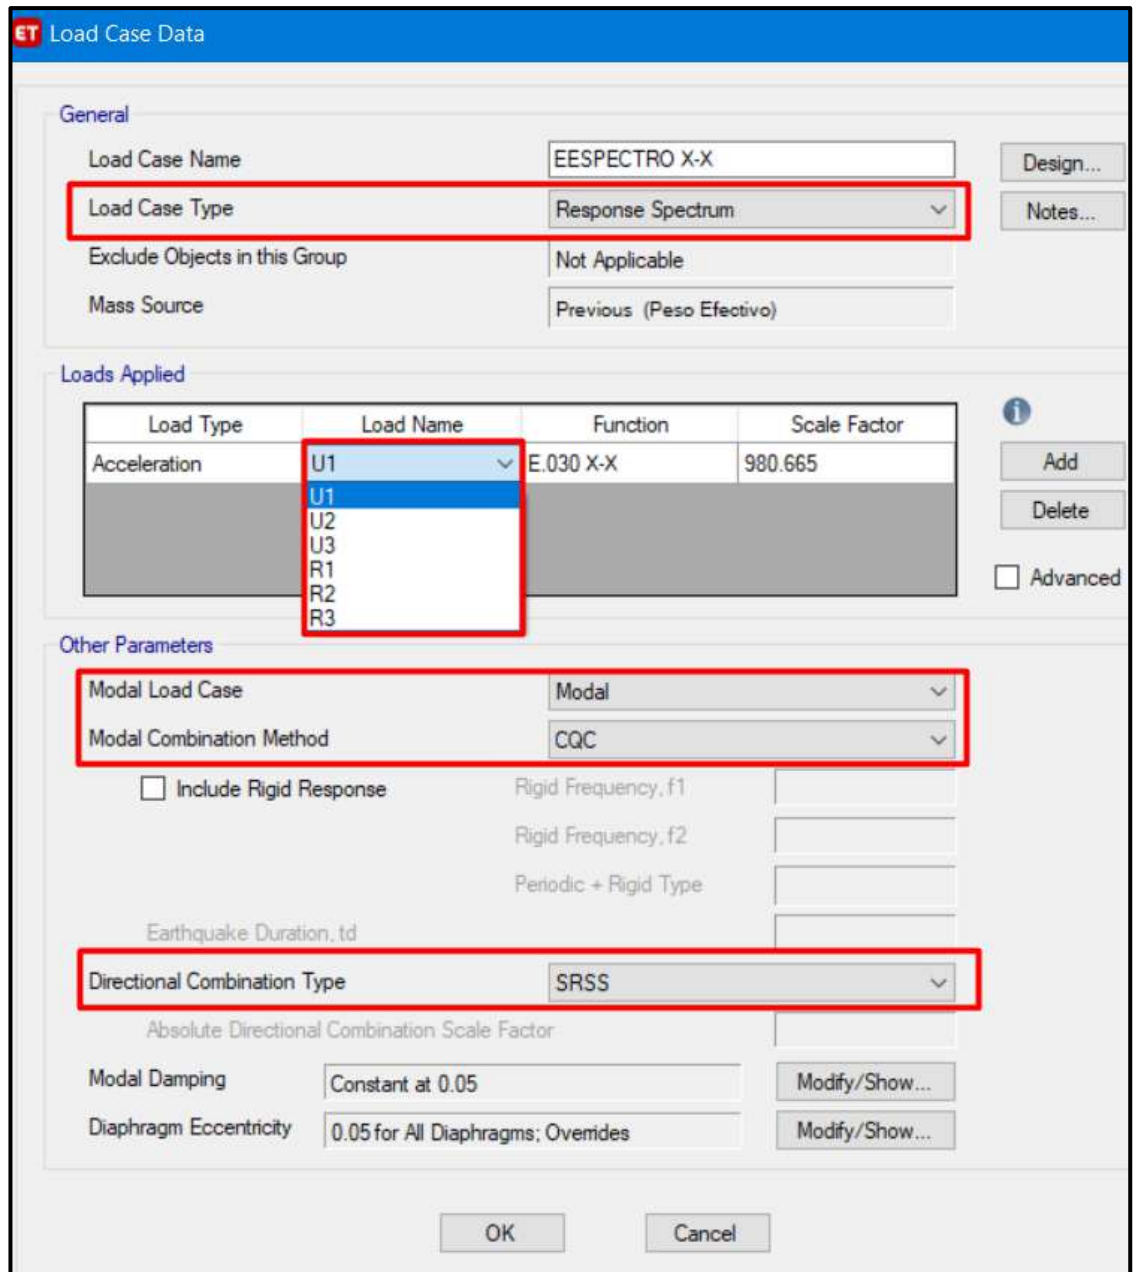 ET Load Case Data
General
Load Case Name EESPECTRO X-X Design...
Load Case Type Response Spectrum Notes...
Exclude Objects in this Group Not Applicable
Mass Source Previous (Peso Efectivo)
Loads Applied
Load Type Load Name Function Scale Factor
Acceleration U1 E.030 X-X 980.665 Add
U1
U2 Delete
U3
R1 Advanced
R2
R3
Other Parameters
Modal Load Case Modal
Modal Combination Method CQC
Include Rigid Response Rigid Frequency, f1
Rigid Frequency, f2
Periodic + Rigid Type
Earthquake Duration, td
Directional Combination Type SRSS
Absolute Directional Combination Scale Factor
Modal Damping Constant at 0.05 Modify/Show...
Diaphragm Eccentricity 0.05 for All Diaphragms; Overrides Modify/Show...
OK Cancel